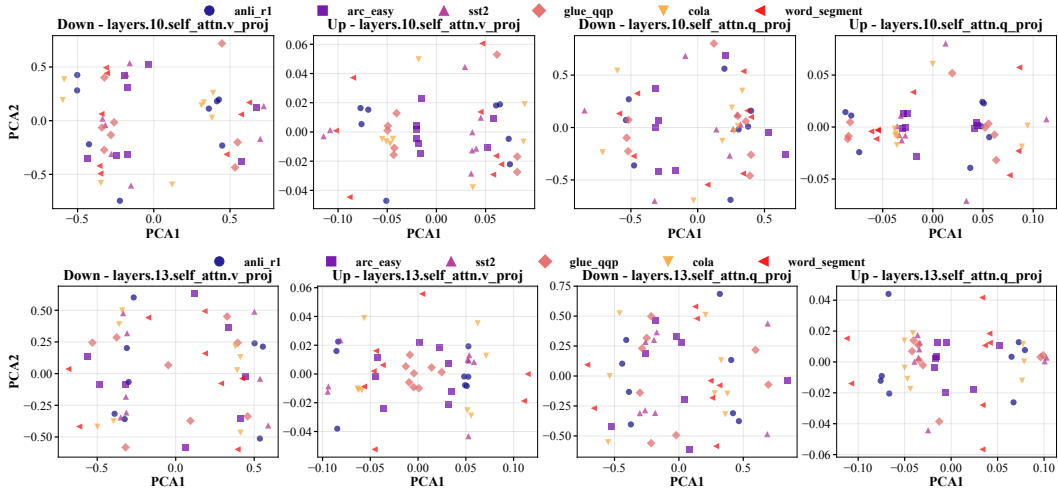 anli_r1 arc_easy sst2 glue_qqp cola word_segment
Down - layers.10.self_attn.v_proj Up - layers.10.self_attn.v_proj Down - layers.10.self_attn.q_proj Up - layers.10.self_attn.q_proj
PCA2
0.5
0.0
−0.5
−0.5 0.0 0.5
PCA1
0.06
0.04
0.02
0.00
−0.02
−0.04
−0.10 −0.05 0.00 0.05
PCA1
0.5
0.0
−0.5
−0.5 0.0 0.5
PCA1
0.05
0.00
−0.05
−0.05 0.00 0.05 0.10
PCA1
anli_r1 arc_easy sst2 glue_qqp cola word_segment
Down - layers.13.self_attn.v_proj Up - layers.13.self_attn.v_proj Down - layers.13.self_attn.q_proj Up - layers.13.self_attn.q_proj
PCA2
0.50
0.25
0.00
−0.25
−0.50
−0.5 0.0 0.5
PCA1
0.04
0.02
0.00
−0.02
−0.04
−0.10 −0.05 0.00 0.05 0.10
PCA1
0.75
0.50
0.25
0.00
−0.25
−0.50
−0.5 0.0 0.5
PCA1
0.04
0.02
0.00
−0.02
−0.04
−0.06
−0.10 −0.05 0.00 0.05 0.10
PCA1